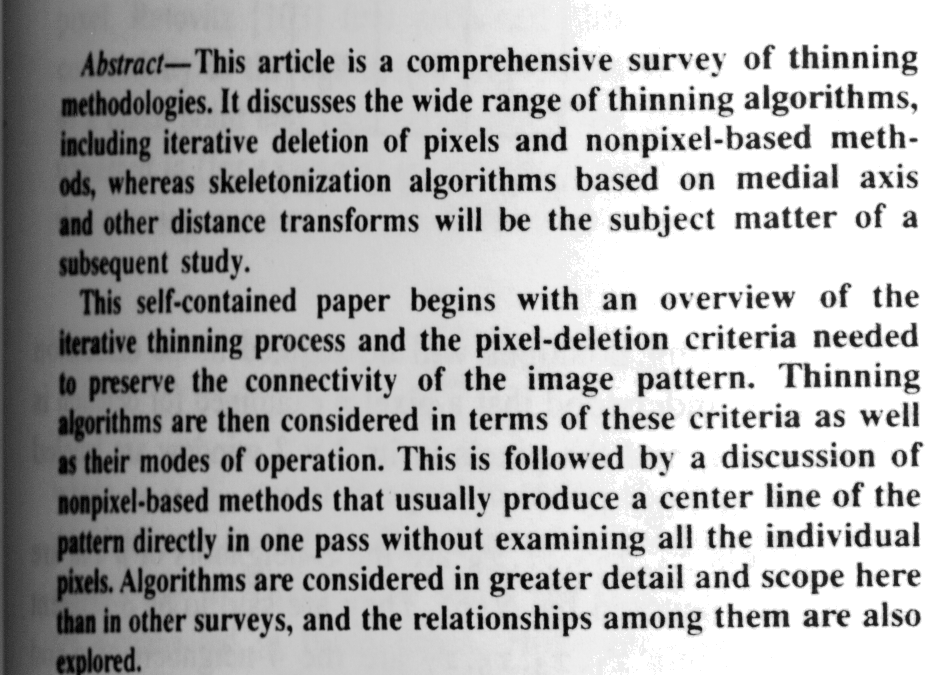 Abstract—This article is a comprehensive survey of thinning
methodologies. It discusses the wide range of thinning algorithms,
including iterative deletion of pixels and nonpixel-based meth-
ods, whereas skeletonization algorithms based on medial axis
and other distance transforms will be the subject matter of a
subsequent study.
This self-contained paper begins with an overview of the
iterative thinning process and the pixel-deletion criteria needed
to preserve the connectivity of the image pattern. Thinning
algorithms are then considered in terms of these criteria as well
as their modes of operation. This is followed by a discussion of
nonpixel-based methods that usually produce a center line of the
pattern directly in one pass without examining all the individual
pixels. Algorithms are considered in greater detail and scope here
than in other surveys, and the relationships among them are also
explored.